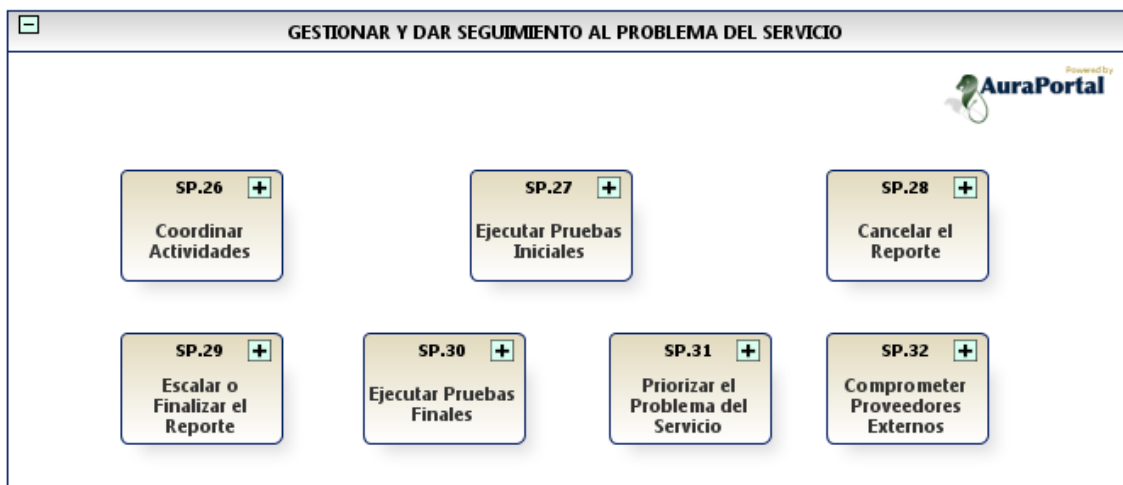 GESTIONAR Y DAR SEGUIMIENTO AL PROBLEMA DEL SERVICIO
Powered by
AuraPortal
SP.26
Coordinar
Actividades
SP.27
Ejecutar Pruebas
Iniciales
SP.28
Cancelar el
Reporte
SP.29
Escalar o
Finalizar el
Reporte
SP.30
Ejecutar Pruebas
Finales
SP.31
Priorizar el
Problema del
Servicio
SP.32
Comprometer
Proveedores
Externos